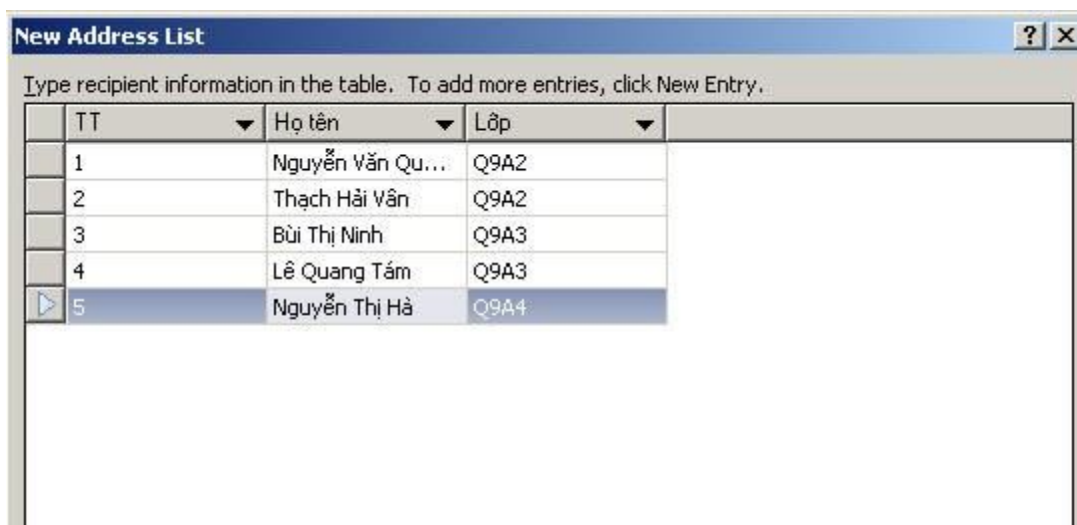 New Address List
Type recipient information in the table. To add more entries, click New Entry.
TT Họ tên Lớp
1 Nguyễn Văn Qu... Q9A2
2 Thạch Hải Vân Q9A2
3 Bùi Thị Ninh Q9A3
4 Lê Quang Tám Q9A3
5 Nguyễn Thị Hà Q9A4